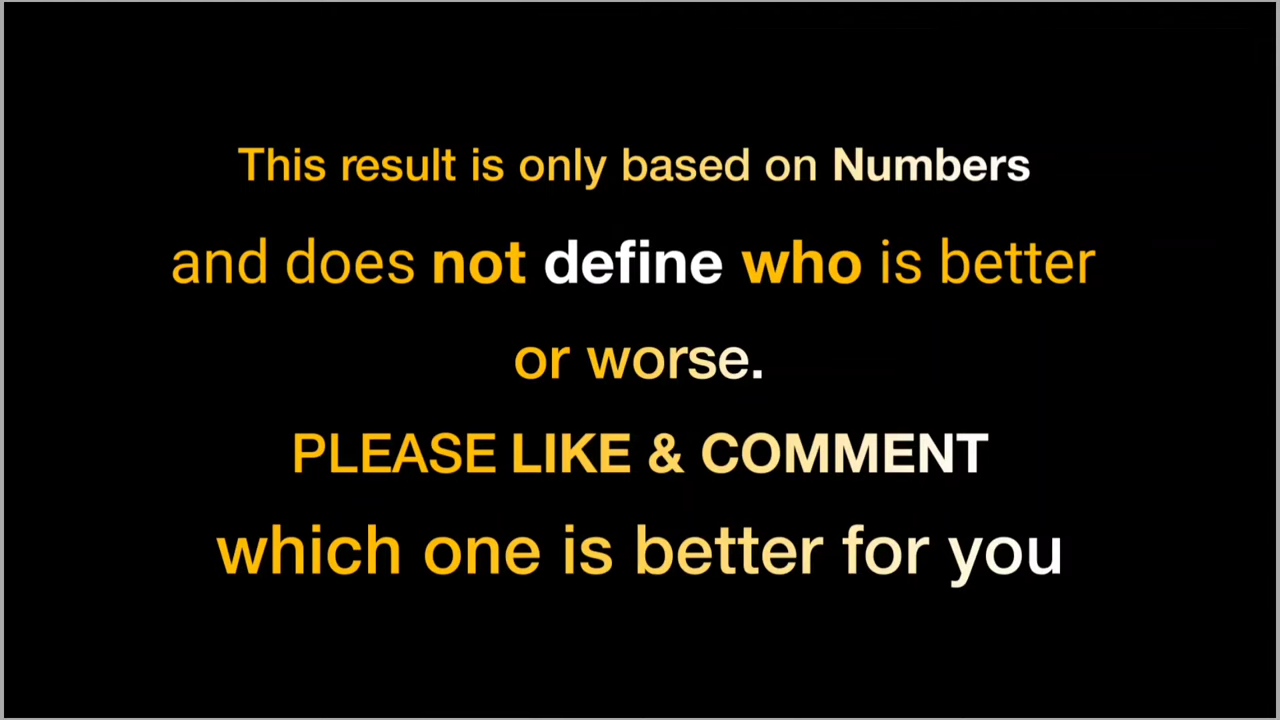 This result is only based on Numbers
and does not define who is better
or worse.
PLEASE LIKE & COMMENT
which one is better for you